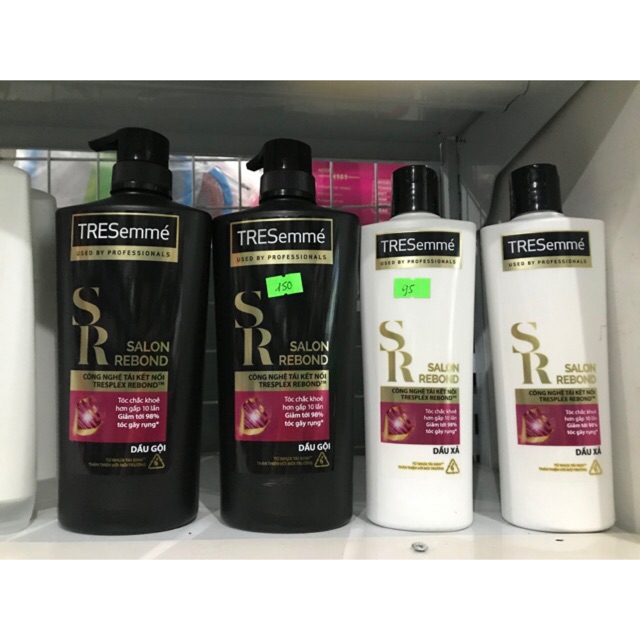 TRESemmé
USED BY PROFESSIONALS
SR
SALON
REBOND
CÔNG NGHỆ TÁI KẾT NỐI
TRESPLEX REBOND™
Tóc chắc khoẻ
hơn gấp 10 lần
Giảm tới 98%
tóc gãy rụng*
DẦU GỘI
TRESemmé
USED BY PROFESSIONALS
150
SR
SALON
REBOND
CÔNG NGHỆ TÁI KẾT NỐI
TRESPLEX REBOND™
Tóc chắc khoẻ
hơn gấp 10 lần
Giảm tới 98%
tóc gãy rụng*
DẦU GỘI
TRESemmé
USED BY PROFESSIONALS
95
SR
SALON
REBOND
CÔNG NGHỆ TÁI KẾT NỐI
TRESPLEX REBOND™
Tóc chắc khoẻ
hơn gấp 10 lần
Giảm tới 98%
tóc gãy rụng*
DẦU XẢ
TRESemmé
USED BY PROFESSIONALS
SR
SALON
REBOND
CÔNG NGHỆ TÁI KẾT NỐI
TRESPLEX REBOND™
Tóc chắc khoẻ
hơn gấp 10 lần
Giảm tới 98%
tóc gãy rụng*
DẦU XẢ